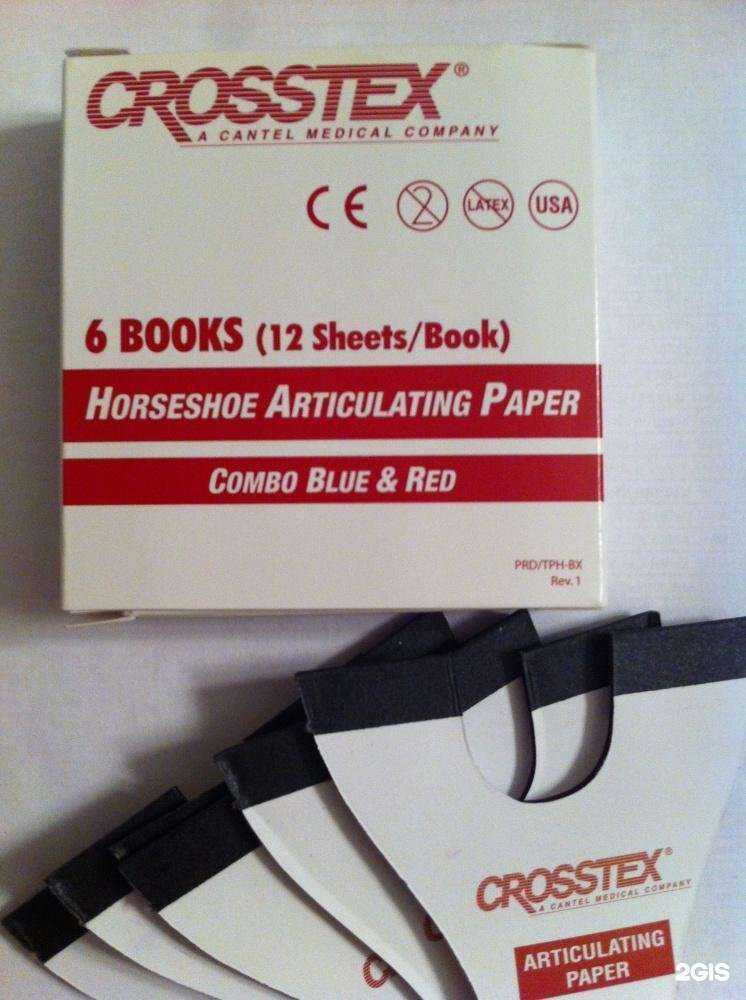 CROSSTEX®
A CANTEL MEDICAL COMPANY
CE 2 LATEX USA
6 BOOKS (12 Sheets/Book)
HORSESHOE ARTICULATING PAPER
COMBO BLUE & RED
PRD/TPH-BX
Rev. 1
CROSSTEX®
A CANTEL MEDICAL COMPANY
ARTICULATING
PAPER
2GIS